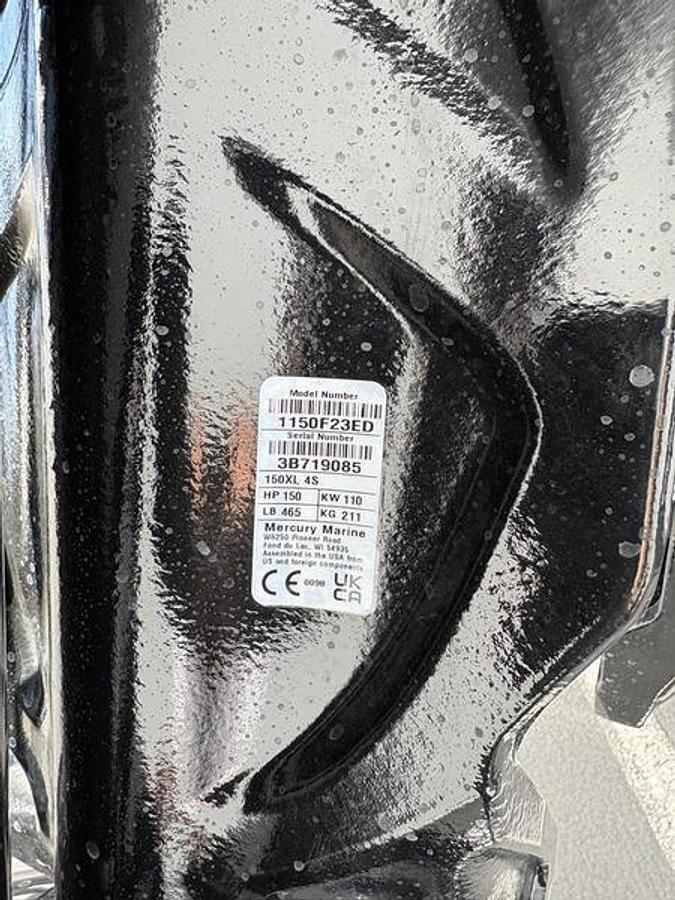 Model Number
1150F23ED
Serial Number
3B719085
150XL 4S
HP 150 KW 110
LB 465 KG 211
Mercury Marine
W6250 Pioneer Road
Fond du Lac, WI 54935
Assembled in the USA from
US and foreign components
CE 0098 UK
CA